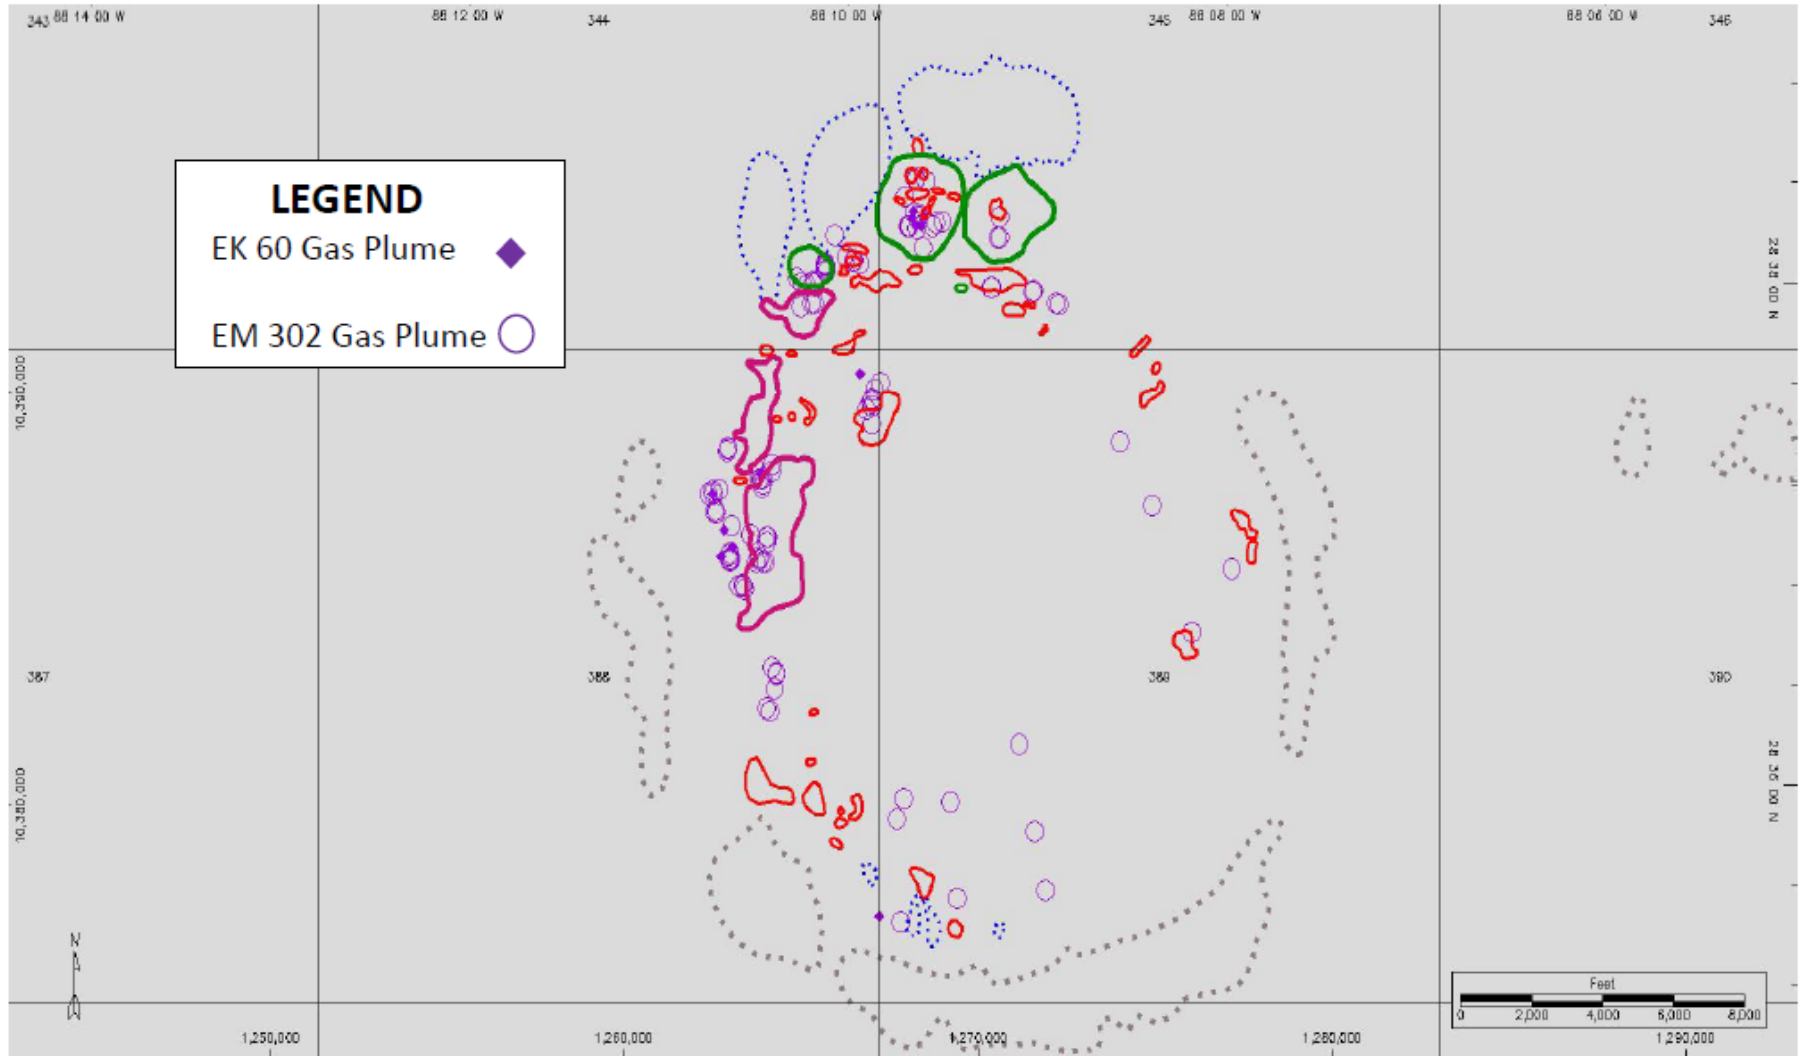 343 88 14 00 W 88 12 00 W 344 88 10 00 W 345 88 08 00 W 88 06 00 W 346
LEGEND
EK 60 Gas Plume
EM 302 Gas Plume
28 38 00 N
10,390,000
387 388 389 390
28 36 00 N
10,380,000
N
Feet
0 2,000 4,000 6,000 8,000
1,250,000 1,260,000 1,270,000 1,280,000 1,290,000